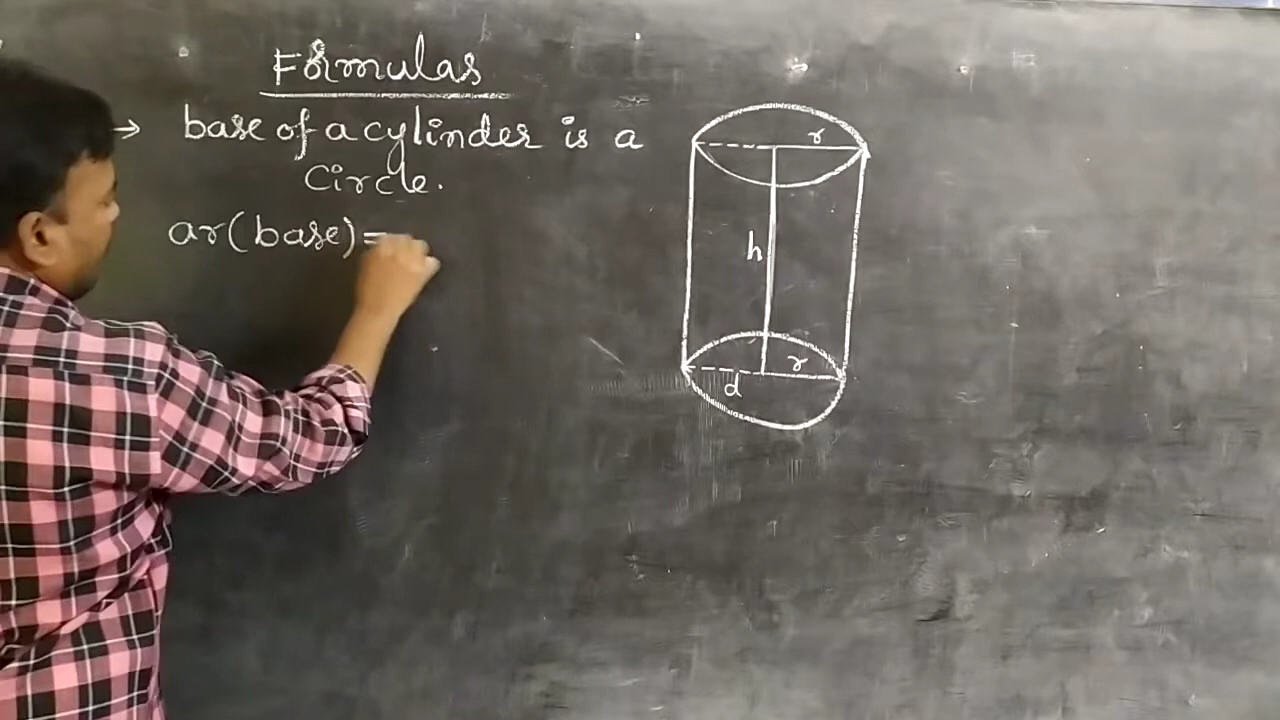 Formulas
→ base of a cylinder is a
Circle.
ar(base)=
r
h
r
d